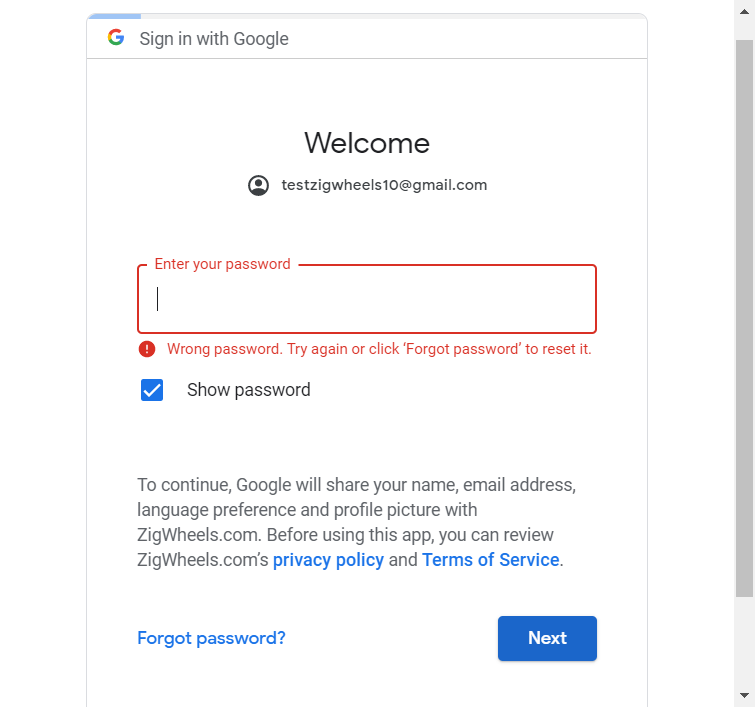 Sign in with Google
Welcome
testzigwheels10@gmail.com
Enter your password
Wrong password. Try again or click ‘Forgot password’ to reset it.
Show password
To continue, Google will share your name, email address,
language preference and profile picture with
ZigWheels.com. Before using this app, you can review
ZigWheels.com’s privacy policy and Terms of Service.
Forgot password?
Next